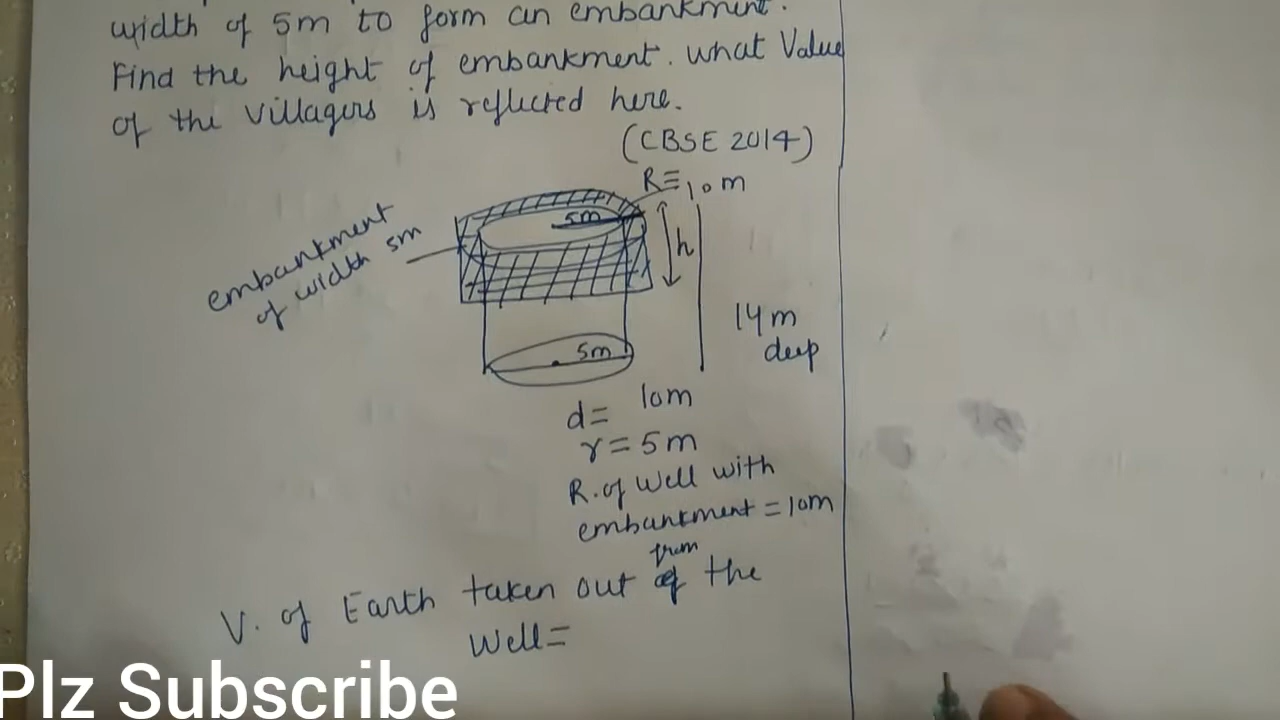 width of 5m to form an embankment.
Find the height of embankment. what Value
of the villagers is reflected here.
(CBSE 2014)
R = 10 m
embankment
of width 5m
5m
h
14m
deep
5m
d = 10m
r = 5m
R. of Well with
embankment = 10m
from
V. of Earth taken out the
Well =
Plz Subscribe